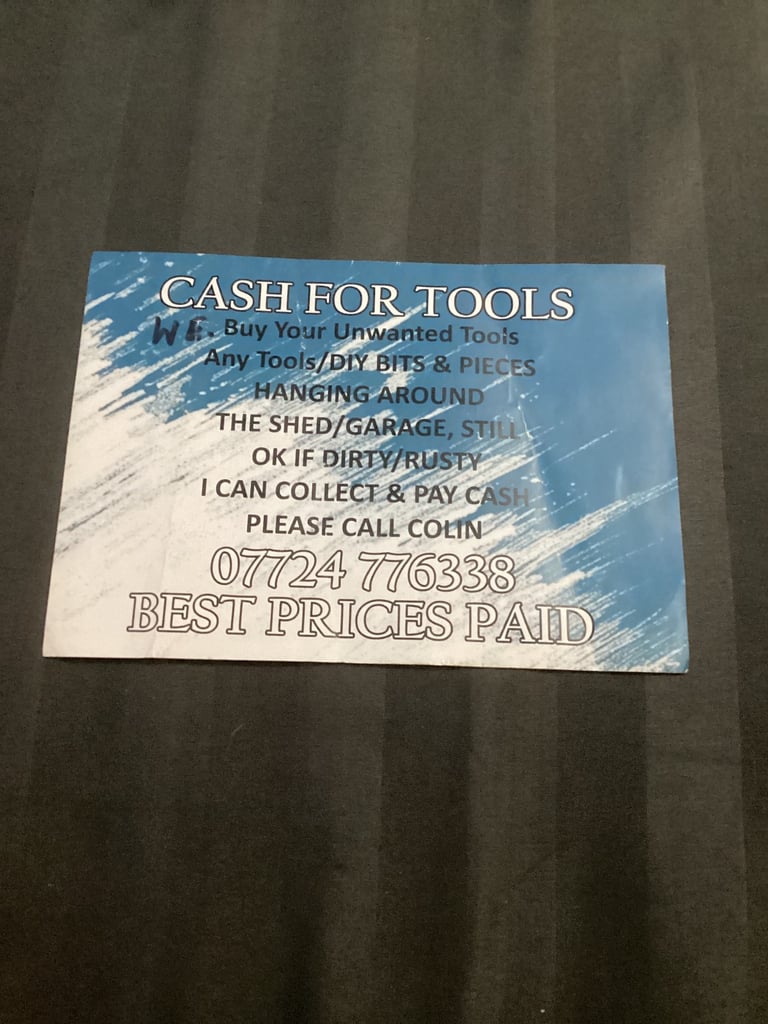 CASH FOR TOOLS
WE. Buy Your Unwanted Tools
Any Tools/DIY BITS & PIECES
HANGING AROUND
THE SHED/GARAGE, STILL
OK IF DIRTY/RUSTY
I CAN COLLECT & PAY CASH
PLEASE CALL COLIN
07724 776338
BEST PRICES PAID